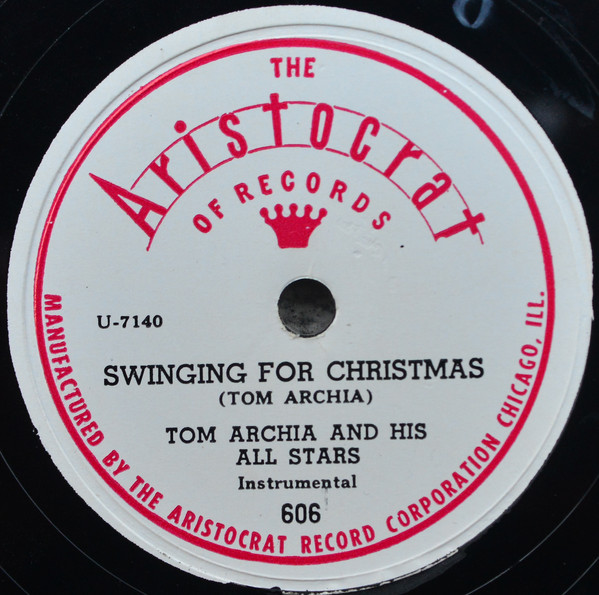 THE
Aristocrat
OF RECORDS
U-7140
SWINGING FOR CHRISTMAS
(TOM ARCHIA)
TOM ARCHIA AND HIS
ALL STARS
Instrumental
606
MANUFACTURED BY THE ARISTOCRAT RECORD CORPORATION CHICAGO, ILL.